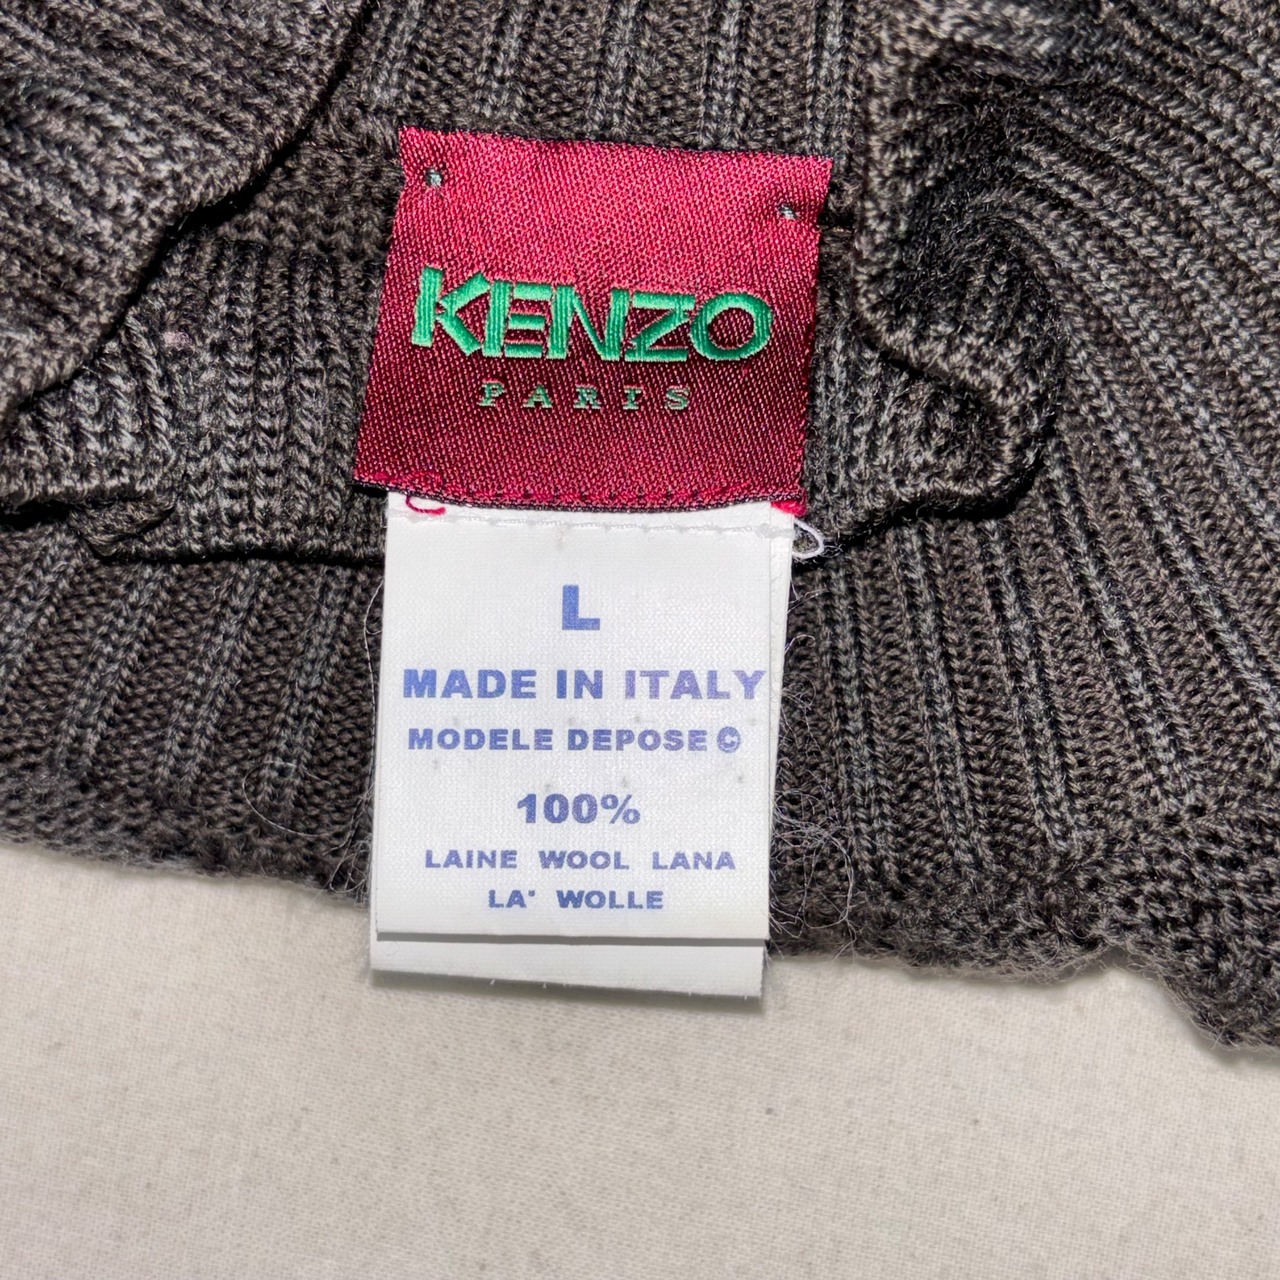 KENZO
PARIS
L
MADE IN ITALY
MODELE DEPOSE ©
100%
LAINE WOOL LANA
LA' WOLLE